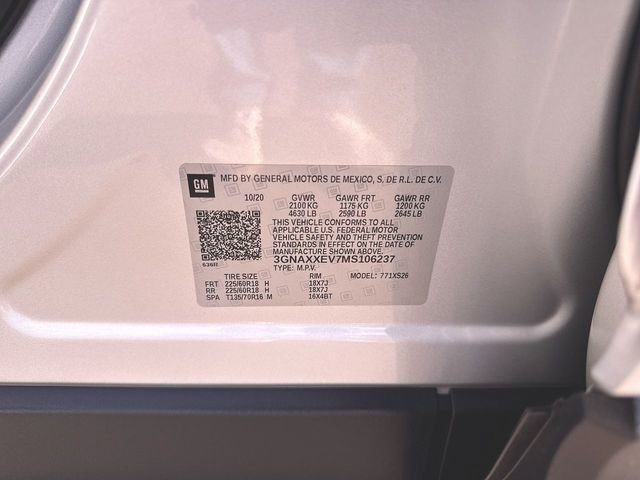 GM
MFD BY GENERAL MOTORS DE MEXICO, S. DE R.L. DE C.V.
10/20 GVWR GAWR FRT GAWR RR
2100 KG 1175 KG 1200 KG
4630 LB 2590 LB 2645 LB
THIS VEHICLE CONFORMS TO ALL
APPLICABLE U.S. FEDERAL MOTOR
VEHICLE SAFETY AND THEFT PREVENTION
STANDARDS IN EFFECT ON THE DATE OF
MANUFACTURE SHOWN ABOVE.
3GNAXXEV7MS106237
TYPE: M.P.V.
TIRE SIZE RIM MODEL: 771XS26
FRT 225/60R18 H 18X7J
RR 225/60R18 H 18X7J
SPA T135/70R16 M 16X4BT